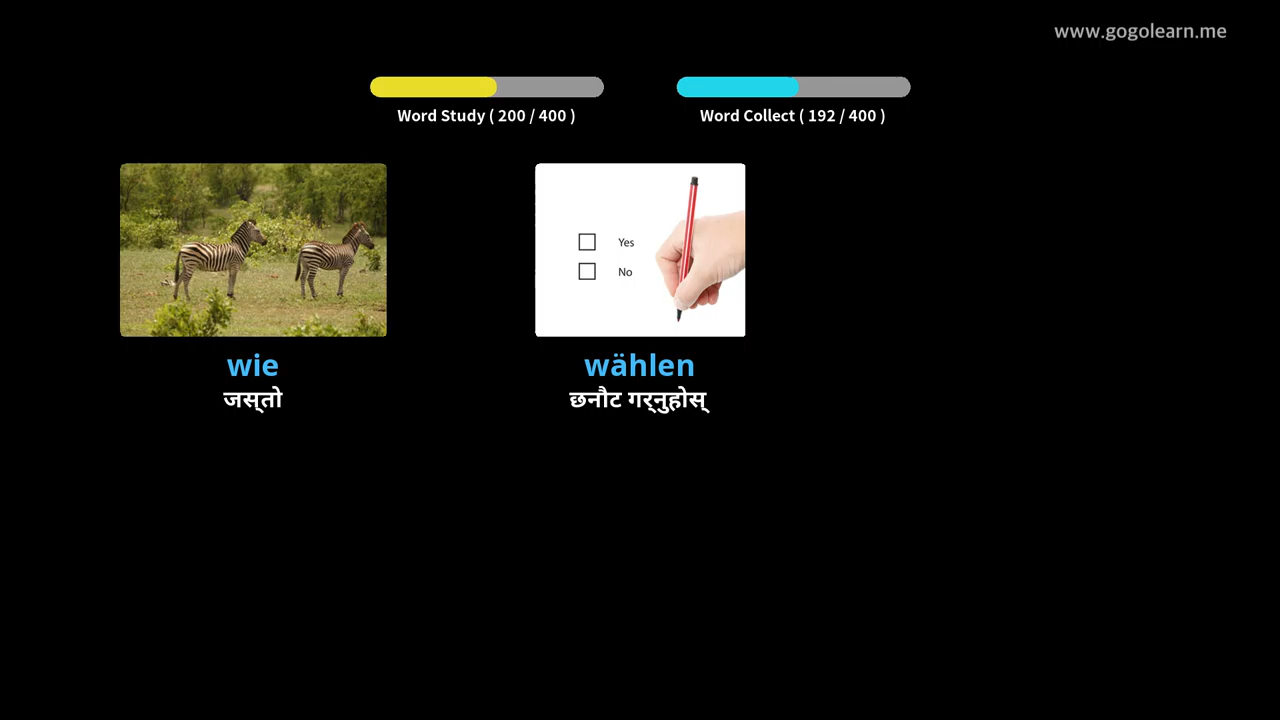 www.gogolearn.me
Word Study ( 200 / 400 )
Word Collect ( 192 / 400 )
Yes
No
wie
जस्तो
wählen
छनौट गर्नुहोस्